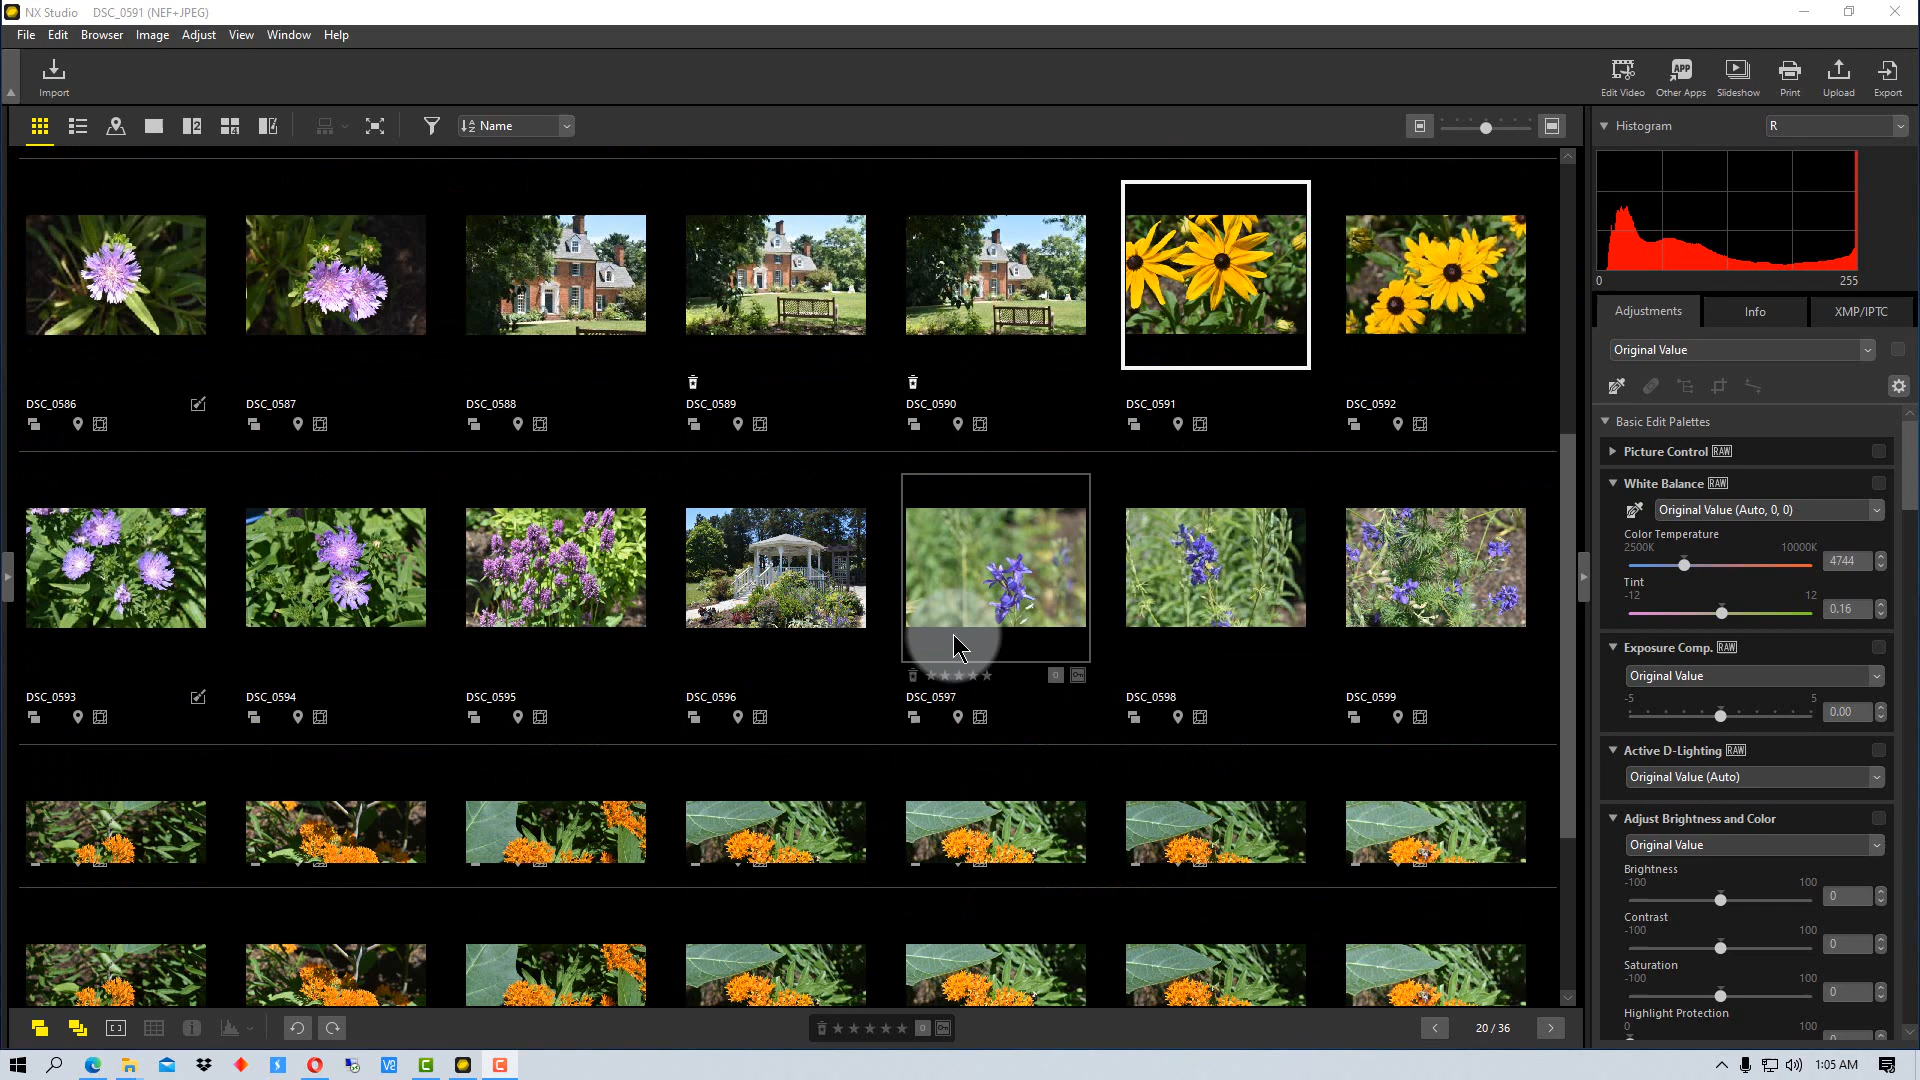 NX Studio DSC_0591 (NEF+JPEG)
File Edit Browser Image Adjust View Window Help
Import
Edit Video Other Apps Slideshow Print Upload Export
APP
2 4
Name
Histogram R
0 255
Adjustments Info XMP/IPTC
Original Value
DSC_0586 DSC_0587 DSC_0588 DSC_0589 DSC_0590 DSC_0591 DSC_0592
Basic Edit Palettes
Picture Control RAW
White Balance RAW
Original Value (Auto, 0, 0)
Color Temperature
2500K 10000K
4744
Tint
-12 12
0.16
Exposure Comp. RAW
Original Value
-5 5
0.00
DSC_0593 DSC_0594 DSC_0595 DSC_0596 DSC_0597 DSC_0598 DSC_0599
0
Active D-Lighting RAW
Original Value (Auto)
Adjust Brightness and Color
Original Value
Brightness
-100 100
0
Contrast
-100 100
0
Saturation
-100 100
0
Highlight Protection
0 100
0
20 / 36
1:05 AM